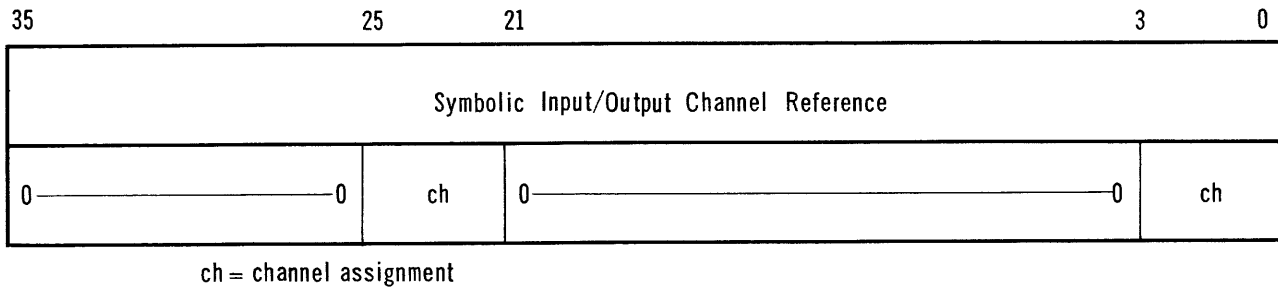 35 25 21 3 0
Symbolic Input/Output Channel Reference
0 0 ch 0 0 ch
ch = channel assignment